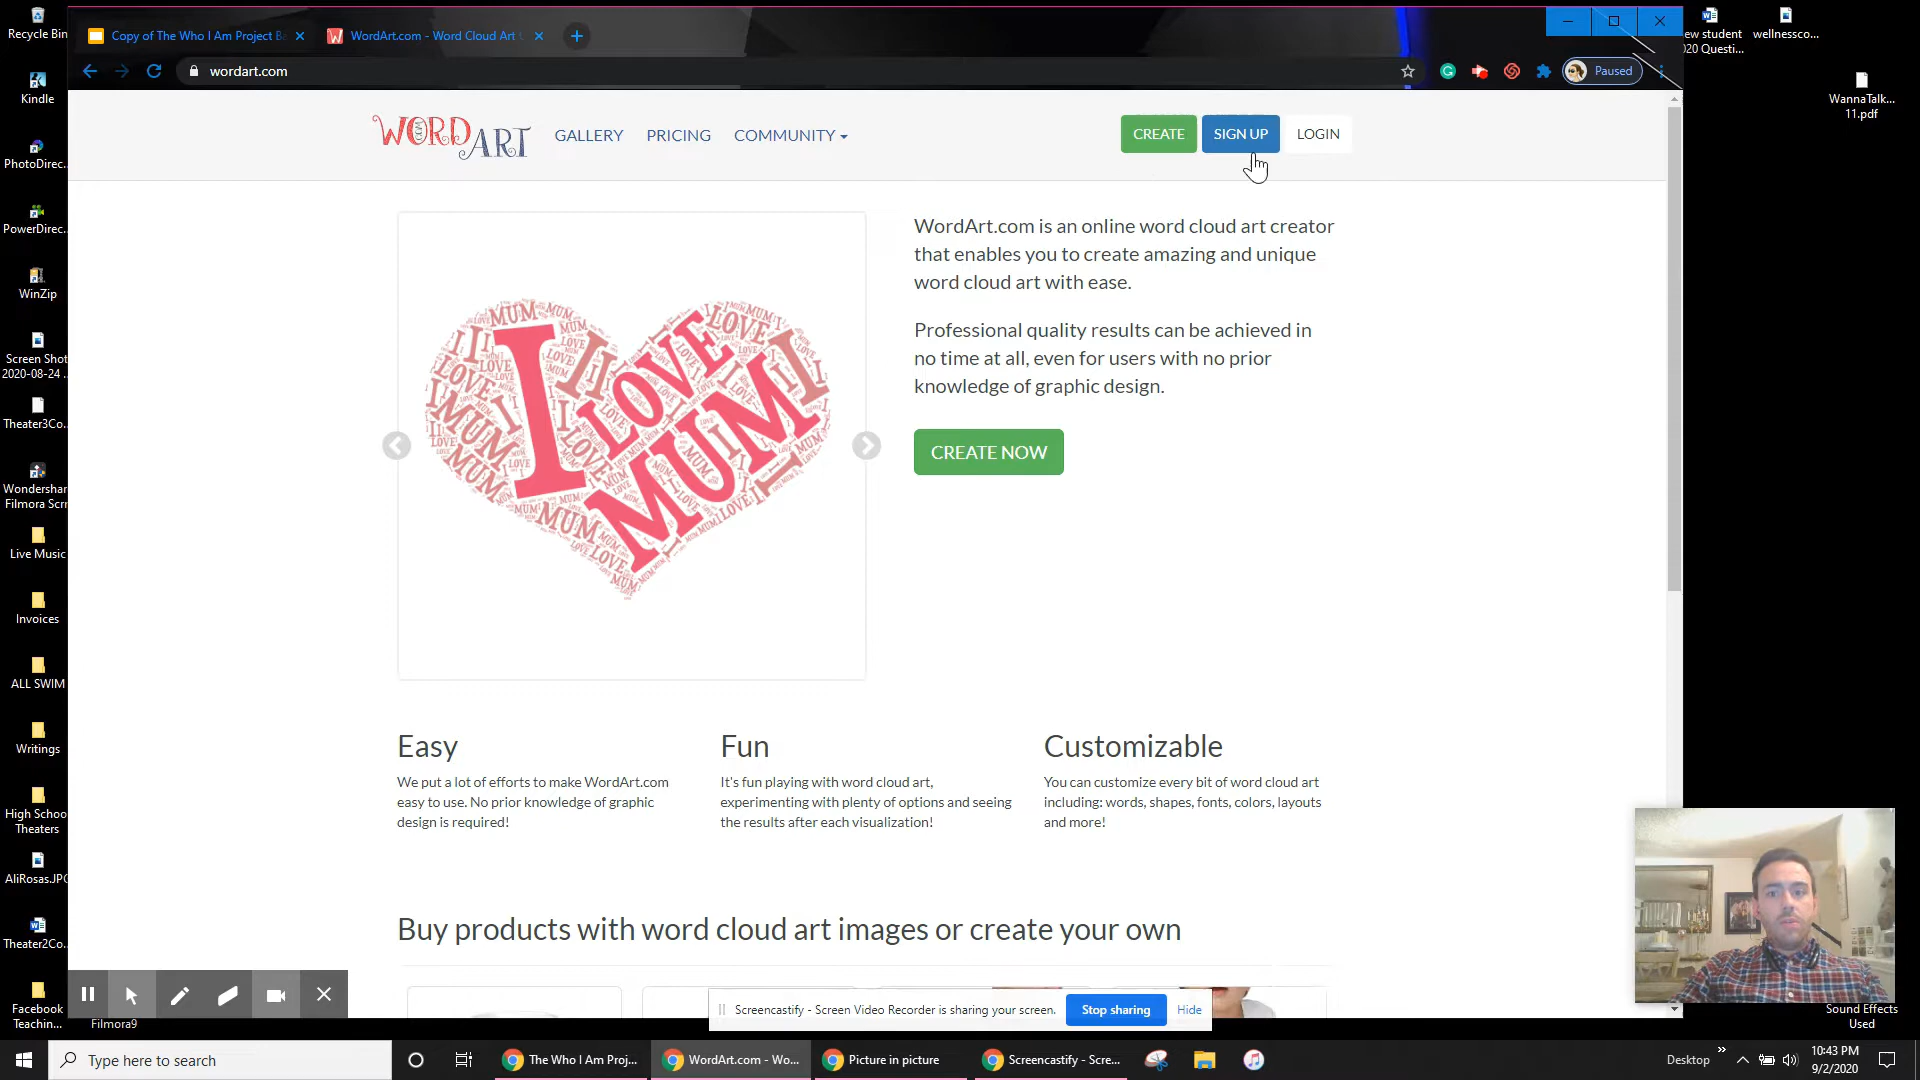 Recycle Bin
Kindle
PhotoDirec...
PowerDirec...
WinZip
Screen Shot
2020-08-24 ...
Theater3Co...
Wondershar
Filmora Scr
Live Music
Invoices
ALL SWIM
Writings
High Schoo
Theaters
AliRosas.JPG
Theater2Co...
Facebook
Teachin...
Filmora9
Copy of The Who I Am Project B
WordArt.com - Word Cloud Art
wordart.com
Paused
ew student
020 Questi...
wellnessco...
WannaTalk...
11.pdf
WORD ART
.COM
GALLERY PRICING COMMUNITY
CREATE SIGN UP LOGIN
I LOVE MUM
WordArt.com is an online word cloud art creator
that enables you to create amazing and unique
word cloud art with ease.
Professional quality results can be achieved in
no time at all, even for users with no prior
knowledge of graphic design.
CREATE NOW
Easy
We put a lot of efforts to make WordArt.com
easy to use. No prior knowledge of graphic
design is required!
Fun
It's fun playing with word cloud art,
experimenting with plenty of options and seeing
the results after each visualization!
Customizable
You can customize every bit of word cloud art
including: words, shapes, fonts, colors, layouts
and more!
Buy products with word cloud art images or create your own
Screencastify - Screen Video Recorder is sharing your screen.
Stop sharing
Hide
Sound Effects
Used
Type here to search
The Who I Am Proj...
WordArt.com - Wo...
Picture in picture
Screencastify - Scre...
Desktop
10:43 PM
9/2/2020